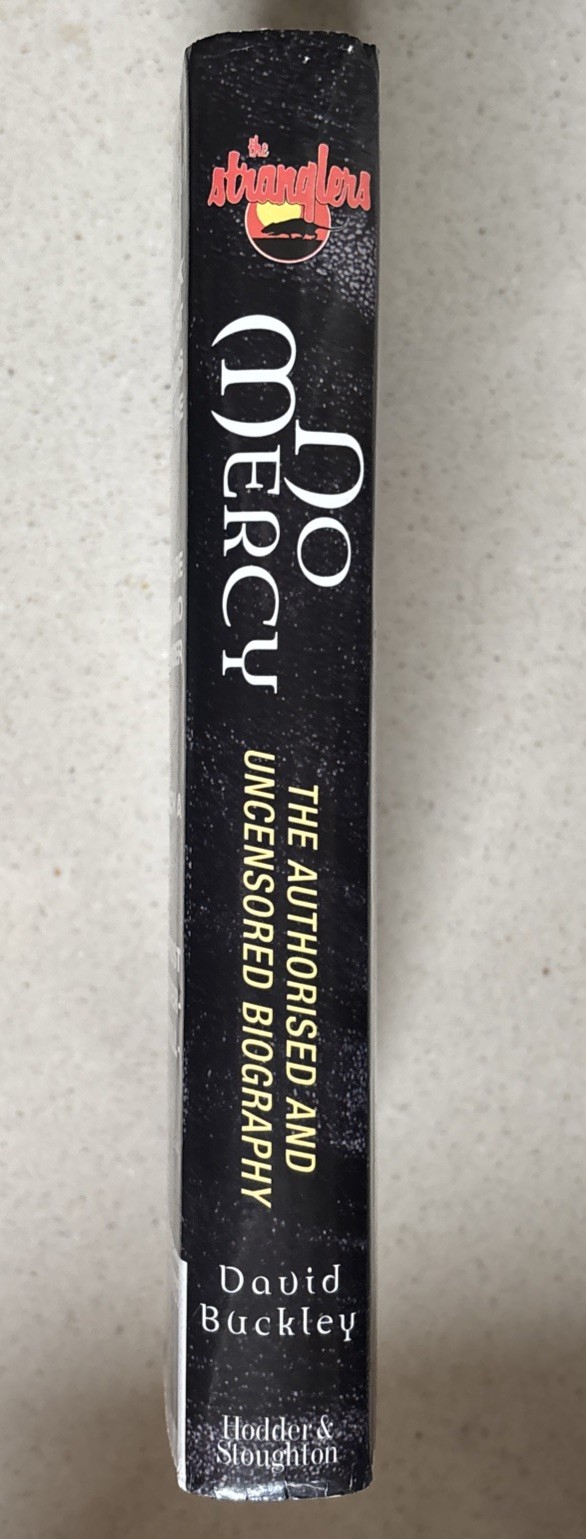 the
stranglers
No
Mercy
THE AUTHORISED AND
UNCENSORED BIOGRAPHY
David
Buckley
Hodder &
Stoughton